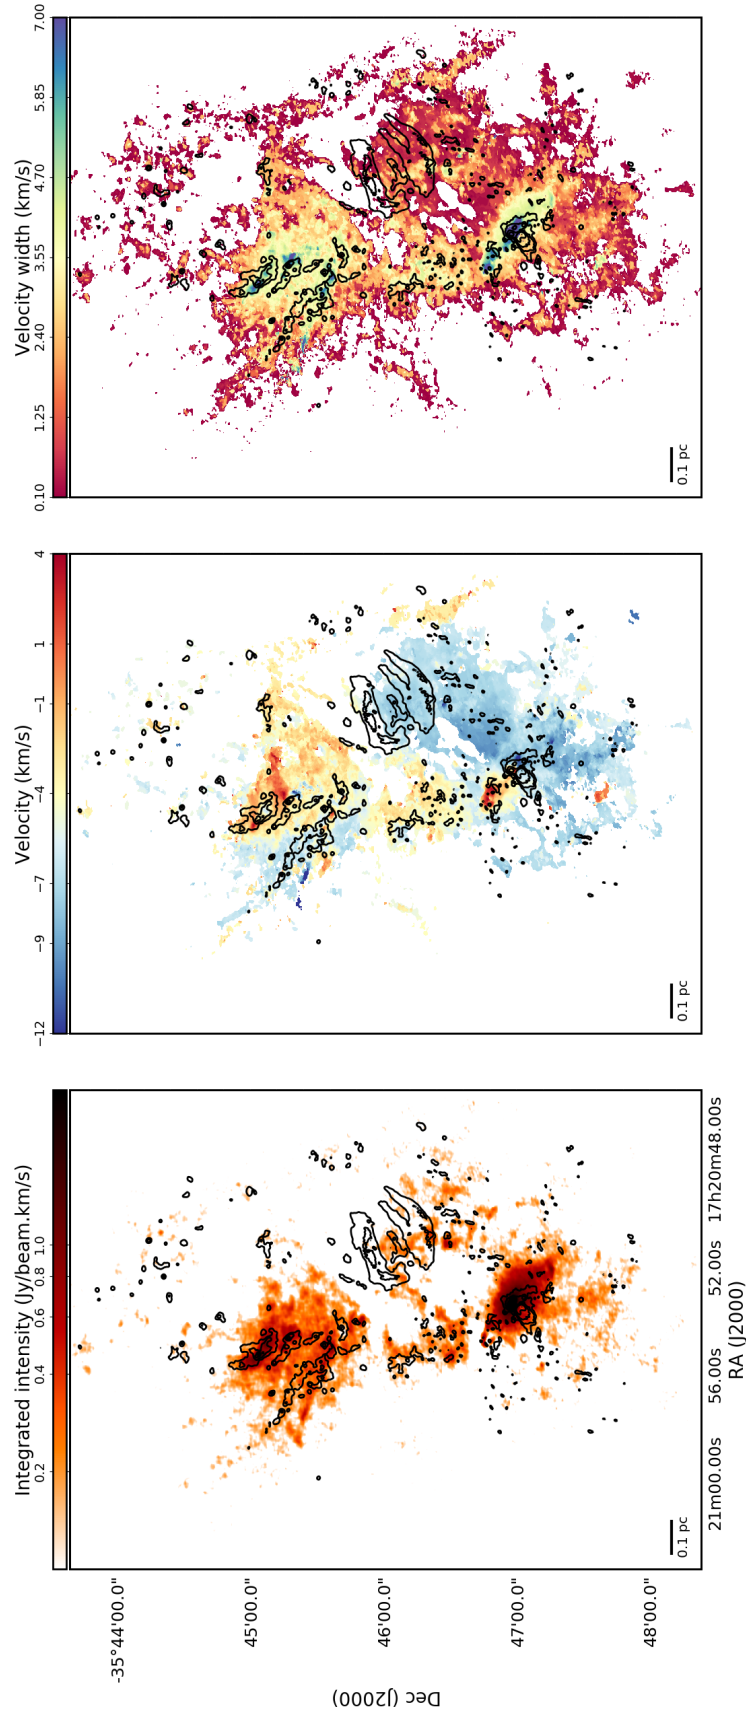 Integrated intensity (Jy/beam.km/s)
0.2
0.4
0.6
0.8
1.0
Velocity (km/s)
−12
−9
−7
−4
−1
1
4
Velocity width (km/s)
0.10
1.25
2.40
3.55
4.70
5.85
7.00
-35°44'00.0"
45'00.0"
46'00.0"
47'00.0"
48'00.0"
Dec (J2000)
0.1 pc
0.1 pc
0.1 pc
21m00.00s
56.00s
52.00s
17h20m48.00s
RA (J2000)